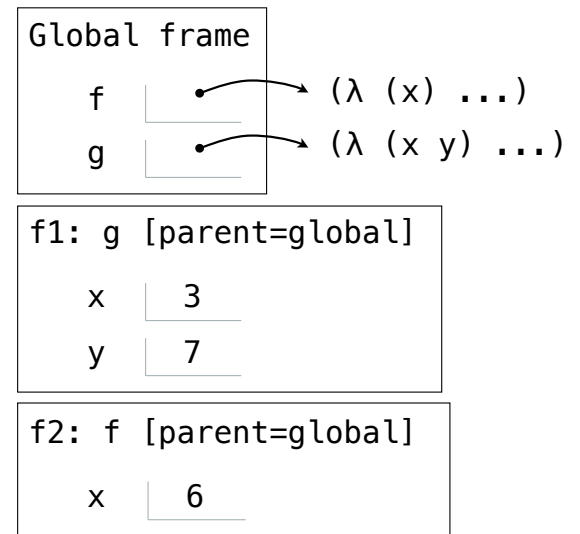 Global frame
f (λ (x) ...)
g (λ (x y) ...)
f1: g [parent=global]
x 3
y 7
f2: f [parent=global]
x 6